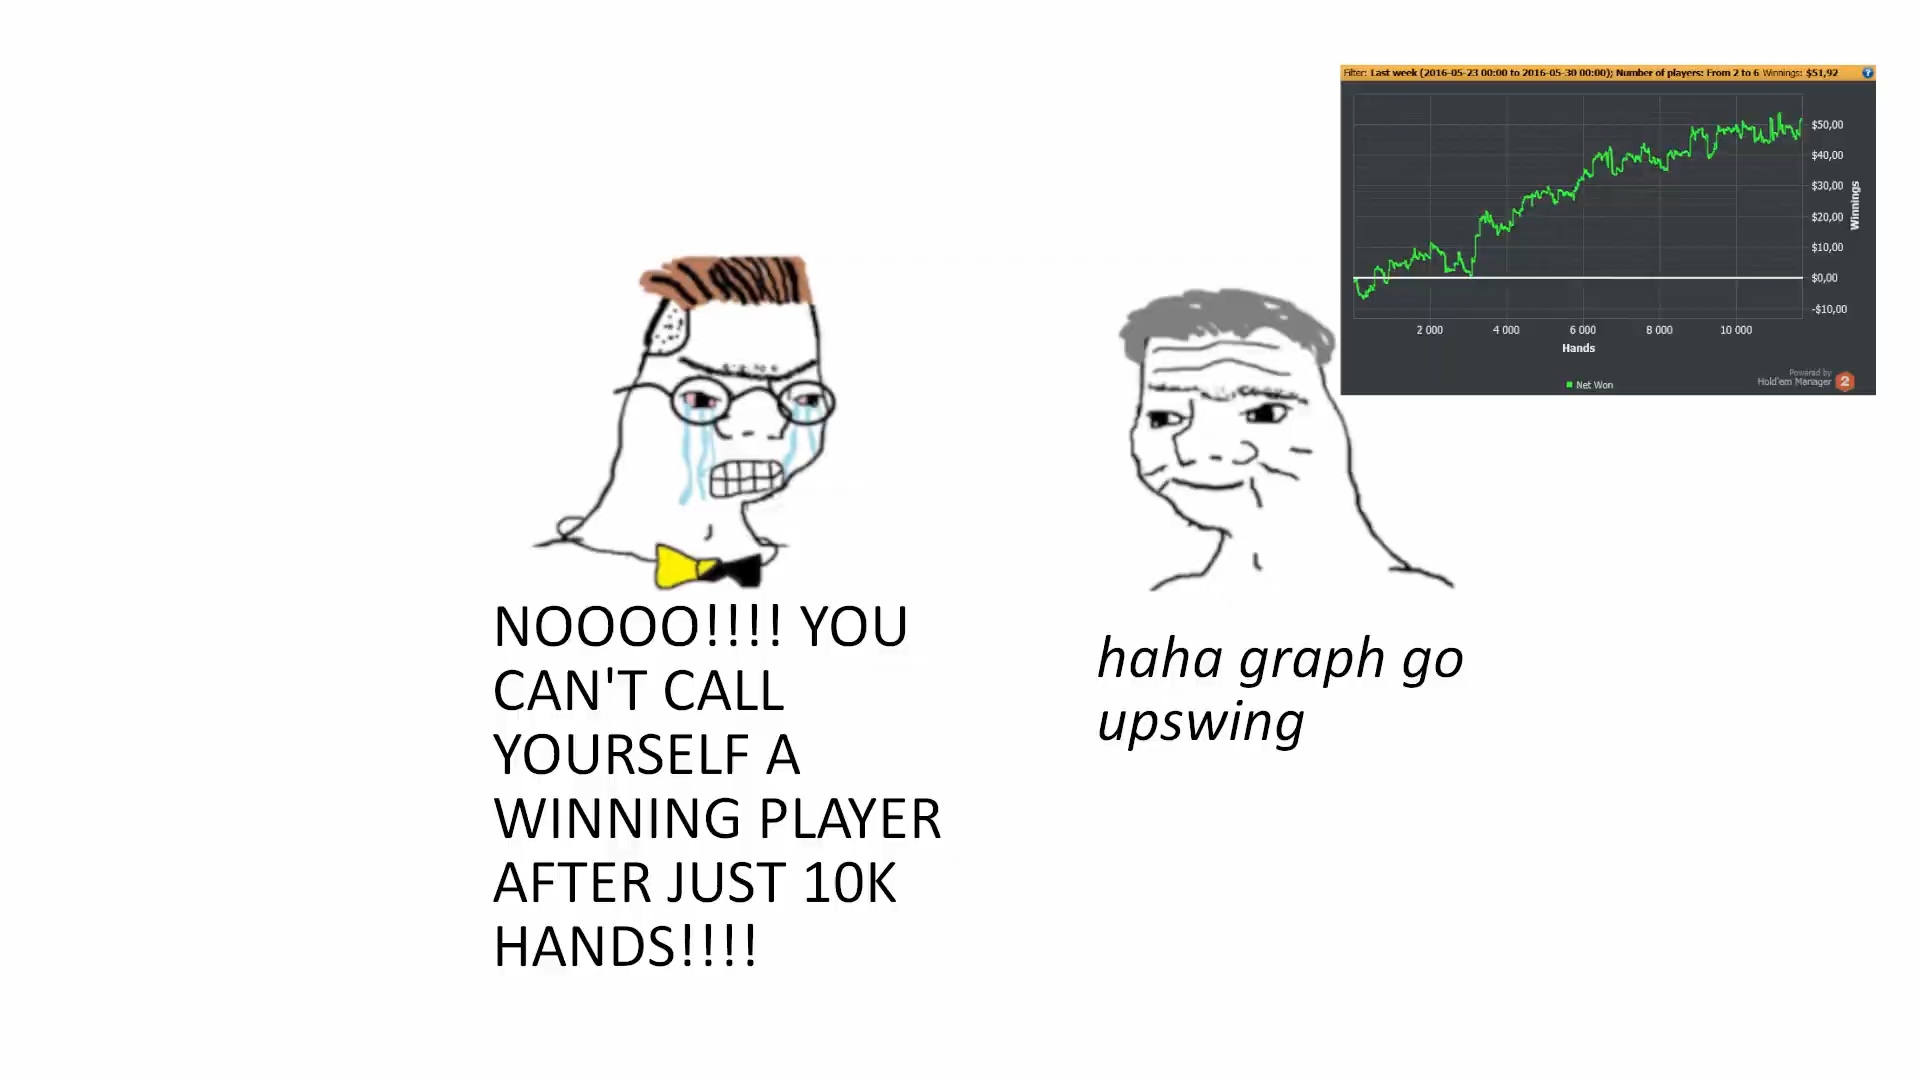 Filter: Last week (2016-05-23 00:00 to 2016-05-30 00:00); Number of players: From 2 to 6 Winnings: $51,92
?
$50,00
$40,00
$30,00
$20,00
$10,00
$0,00
-$10,00
Winnings
2 000 4 000 6 000 8 000 10 000
Hands
Net Won
Powered by
Hold'em Manager 2
NOOOO!!!! YOU
CAN'T CALL
YOURSELF A
WINNING PLAYER
AFTER JUST 10K
HANDS!!!!
haha graph go
upswing